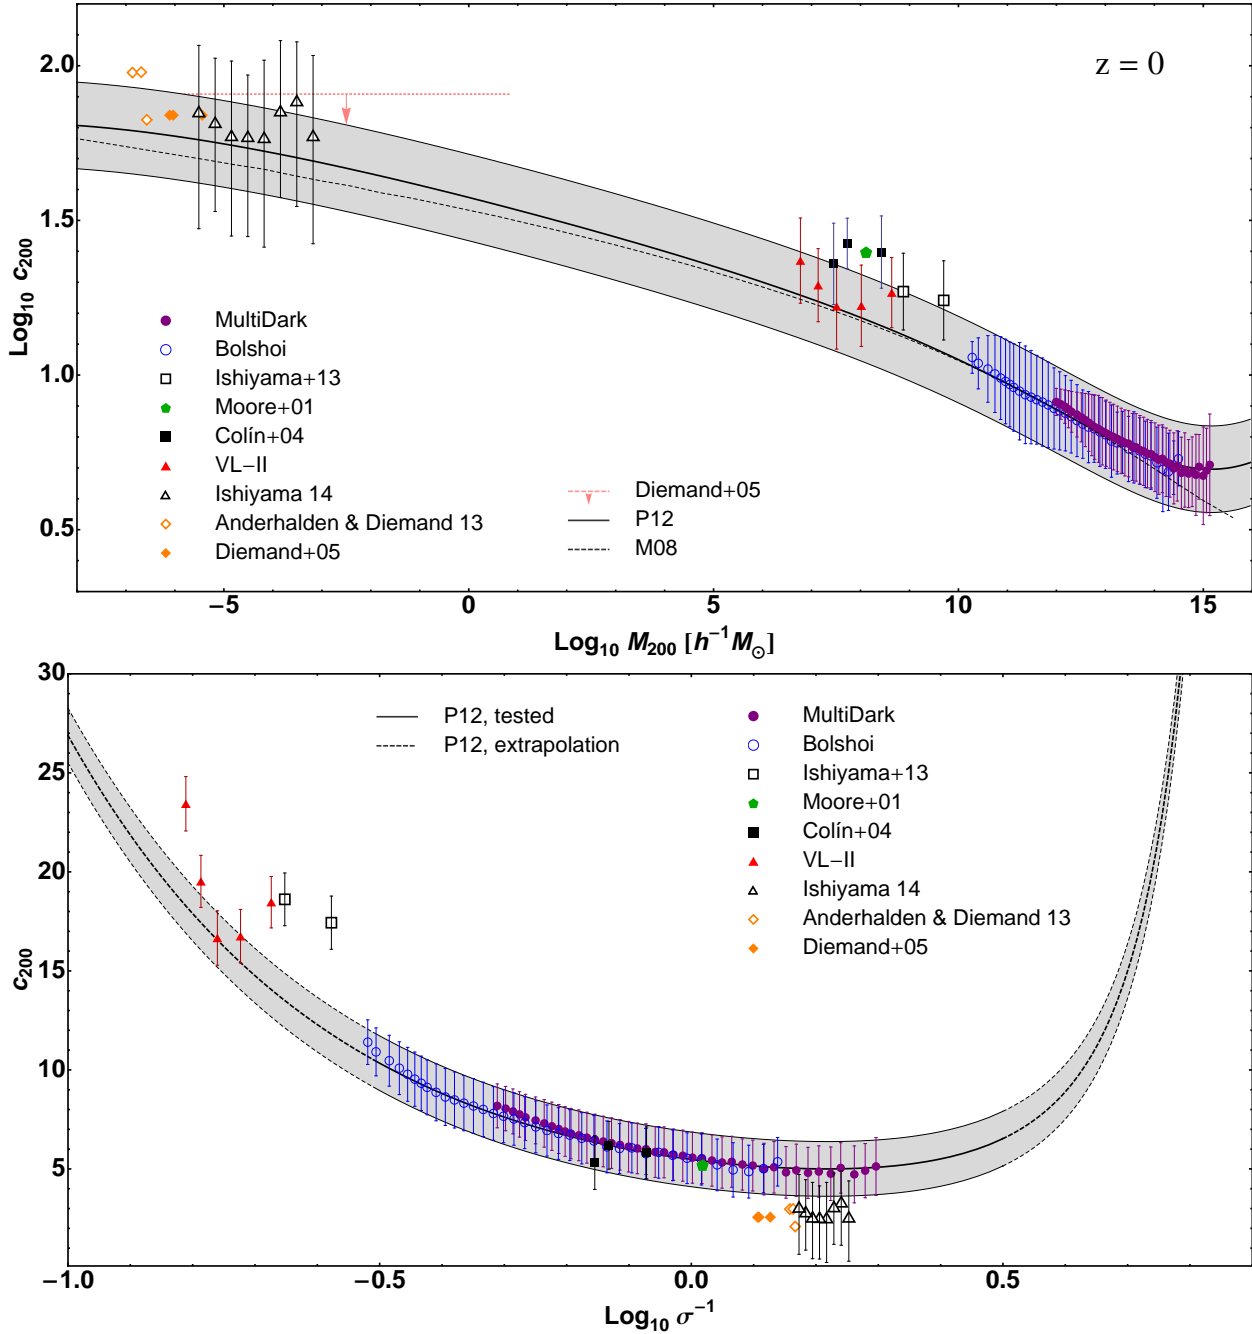 z = 0
2.0
1.5
1.0
0.5
Log₁₀ c₂₀₀
MultiDark
Bolshoi
Ishiyama+13
Moore+01
Colín+04
VL−II
Ishiyama 14
Anderhalden & Diemand 13
Diemand+05
Diemand+05
P12
M08
−5 0 5 10 15
Log₁₀ M₂₀₀ [h⁻¹M☉]
30
25
20
15
10
5
c₂₀₀
P12, tested
P12, extrapolation
MultiDark
Bolshoi
Ishiyama+13
Moore+01
Colín+04
VL−II
Ishiyama 14
Anderhalden & Diemand 13
Diemand+05
−1.0 −0.5 0.0 0.5
Log₁₀ σ⁻¹